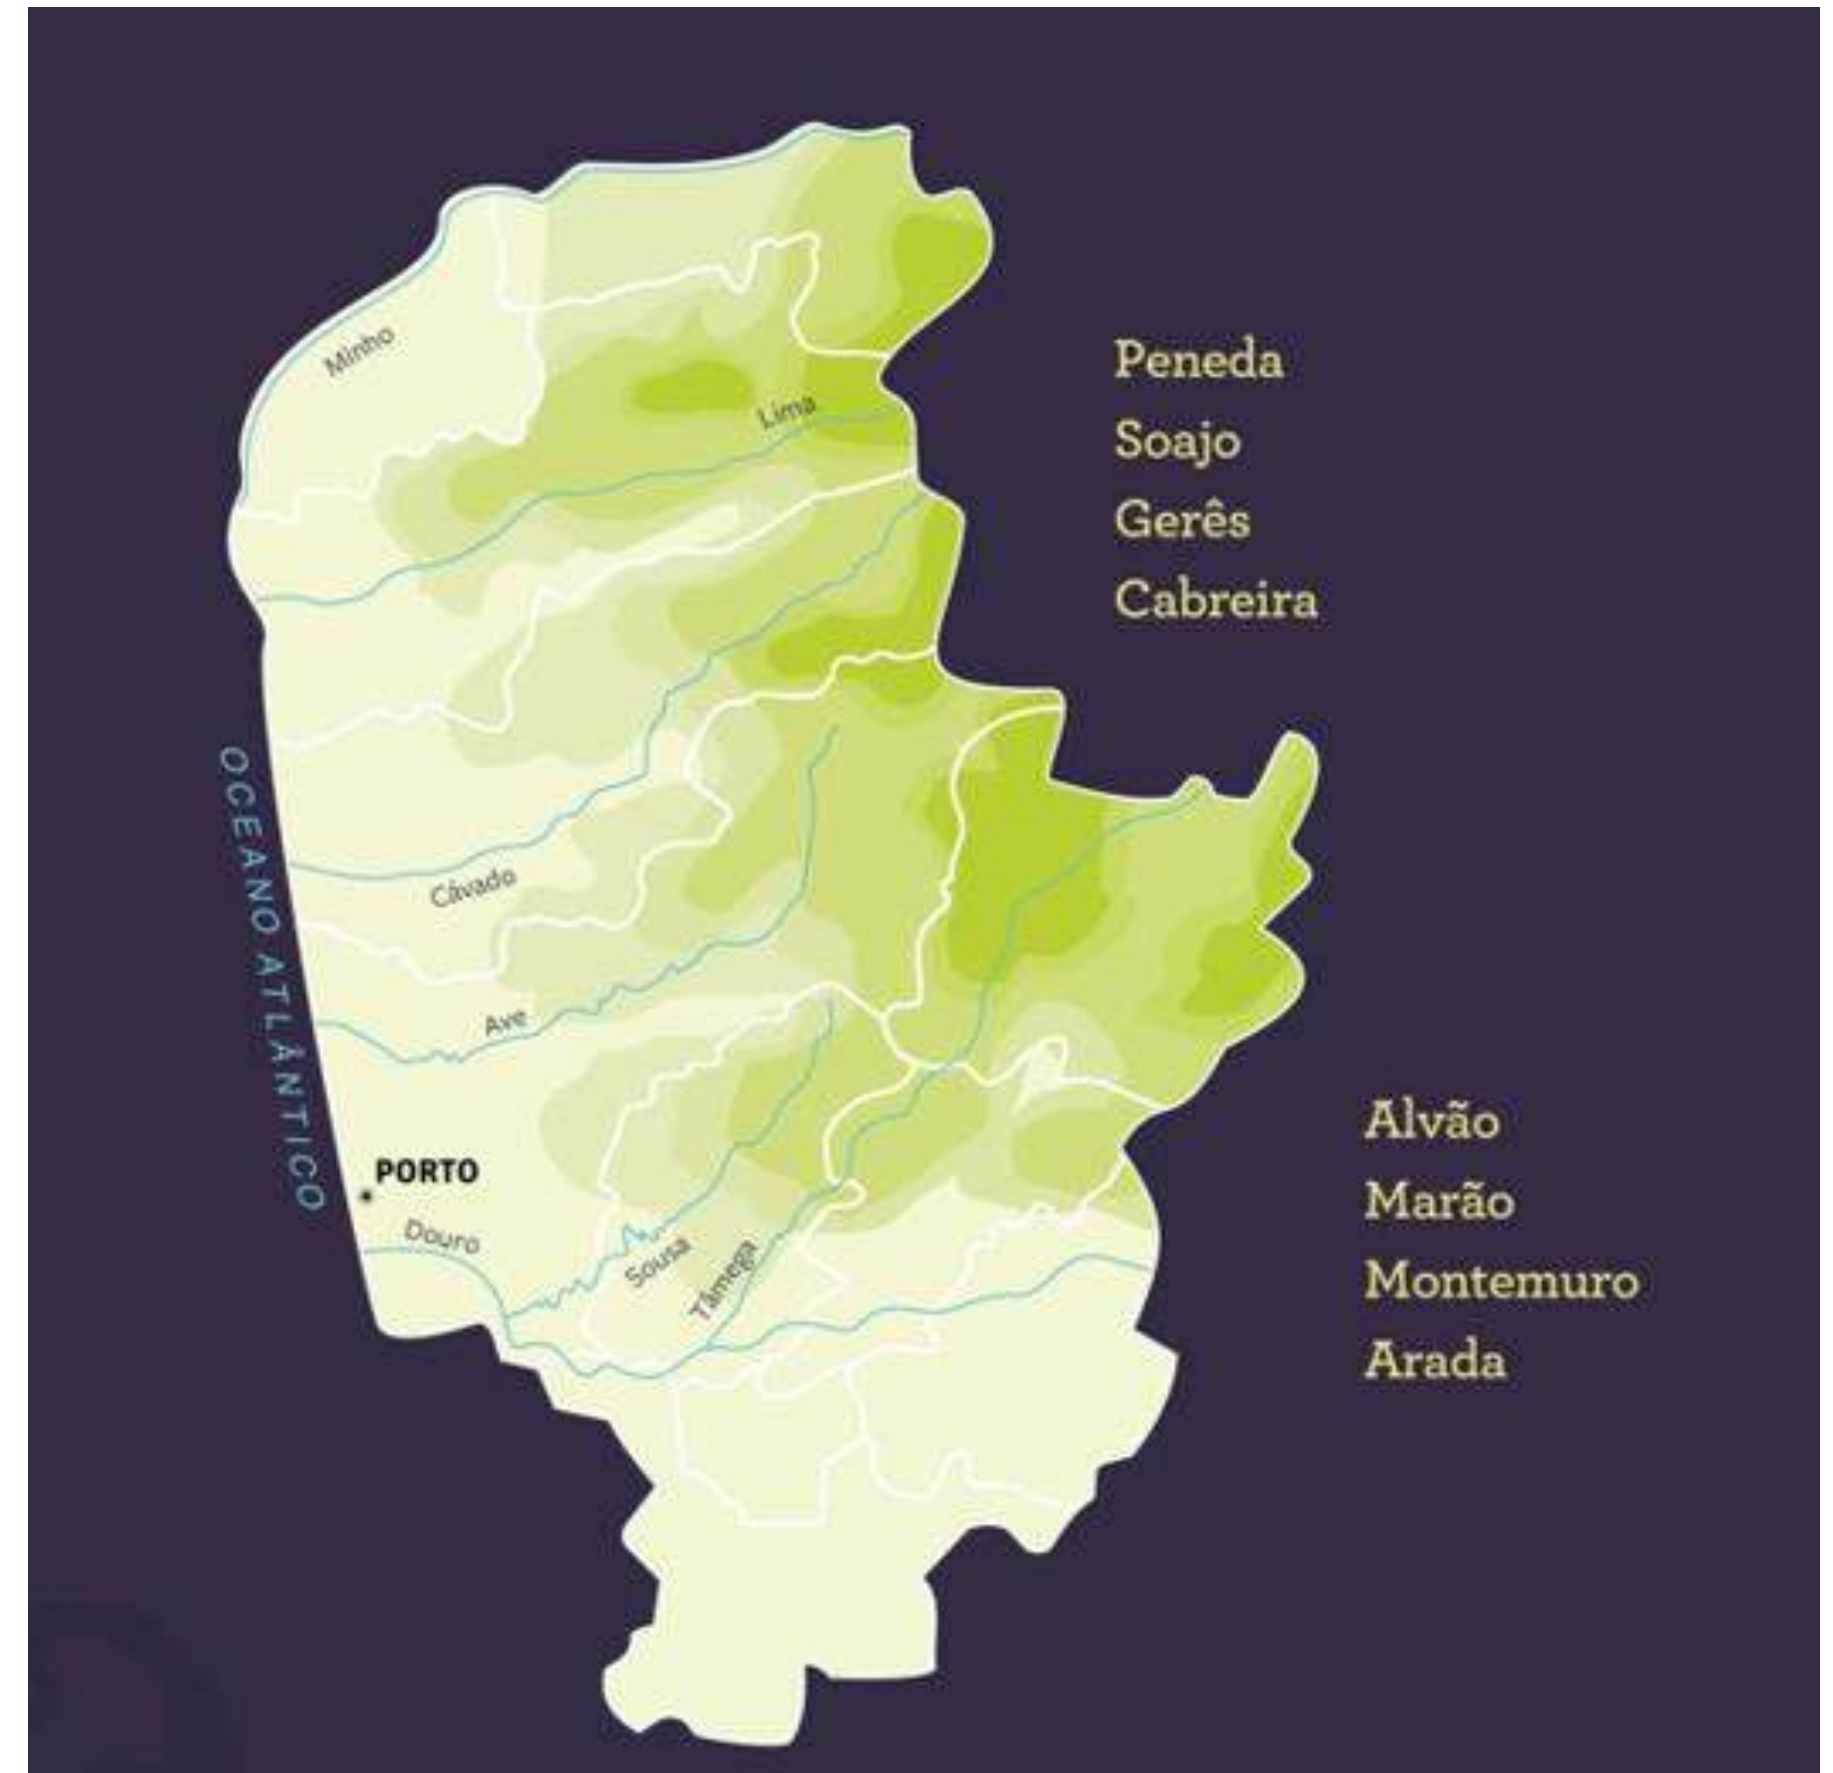 Minho
Lima
Peneda
Soajo
Gerês
Cabreira
OCEANO ATLÂNTICO
Cávado
Ave
PORTO
Douro
Sousa
Tâmega
Alvão
Marão
Montemuro
Arada